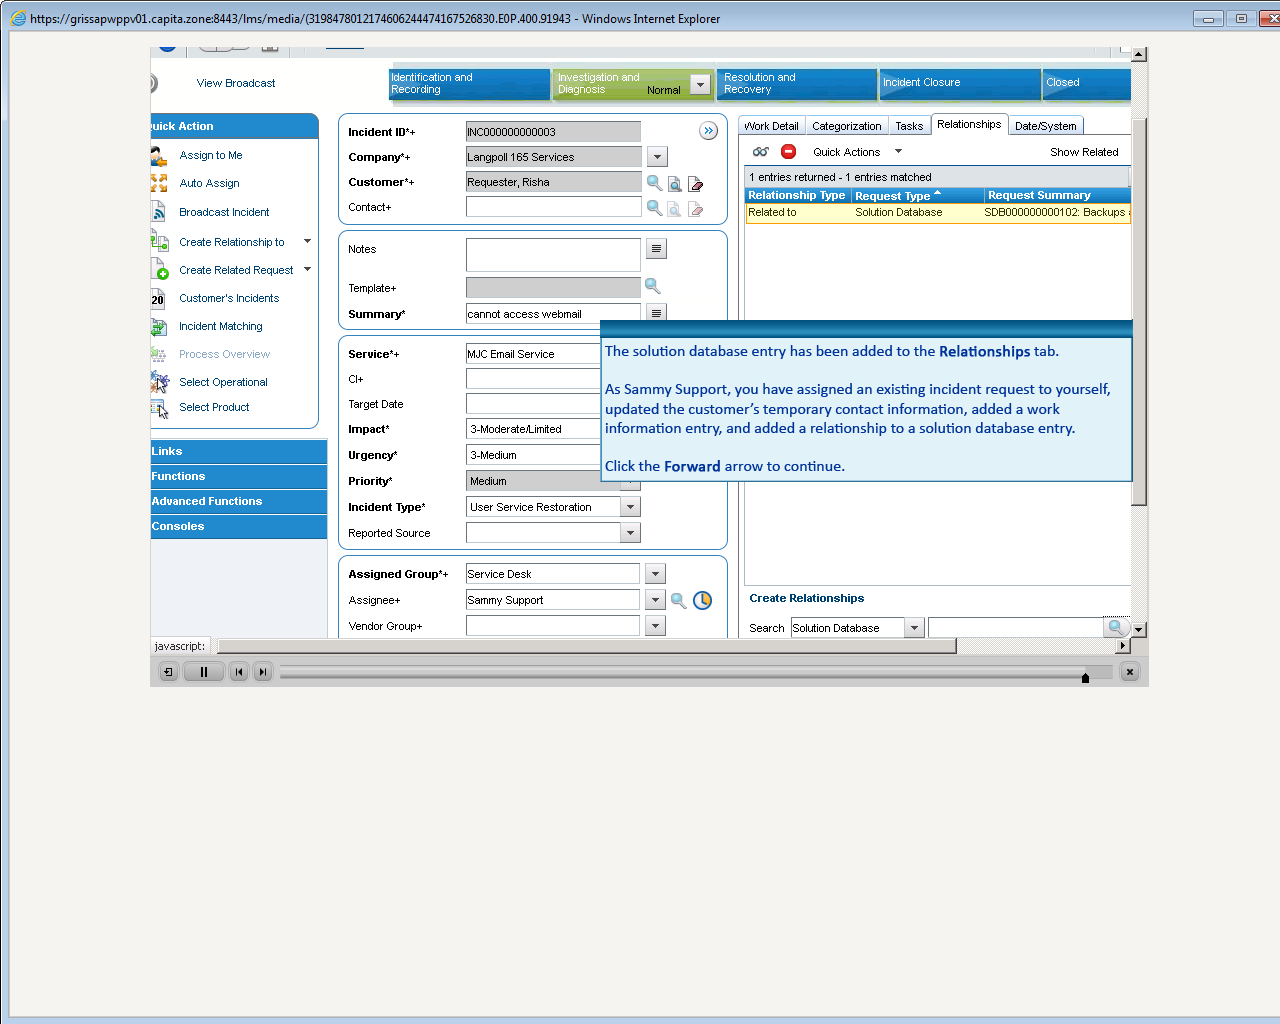 https://grissapwppv01.capita.zone:8443/lms/media/(3198478012174606244474167526830.E0P.400.91943 - Windows Internet Explorer
View Broadcast
Identification and
Recording
Investigation and
Diagnosis
Normal
Resolution and
Recovery
Incident Closure
Closed
Quick Action
Assign to Me
Auto Assign
Broadcast Incident
Create Relationship to
Create Related Request
20
Customer's Incidents
Incident Matching
Process Overview
Select Operational
Select Product
Links
Functions
Advanced Functions
Consoles
Incident ID*+
INC000000000003
Company*+
Langpoll 165 Services
Customer*+
Requester, Risha
Contact+
Notes
Template+
Summary*
cannot access webmail
Service*+
MJC Email Service
CI+
Target Date
Impact*
3-Moderate/Limited
Urgency*
3-Medium
Priority*
Medium
Incident Type*
User Service Restoration
Reported Source
Assigned Group*+
Service Desk
Assignee+
Sammy Support
Vendor Group+
Work Detail
Categorization
Tasks
Relationships
Date/System
Quick Actions
Show Related
1 entries returned - 1 entries matched
Relationship Type
Request Type
Request Summary
Related to
Solution Database
SDB000000000102: Backups
The solution database entry has been added to the Relationships tab.
As Sammy Support, you have assigned an existing incident request to yourself,
updated the customer's temporary contact information, added a work
information entry, and added a relationship to a solution database entry.
Click the Forward arrow to continue.
Create Relationships
Search
Solution Database
javascript: